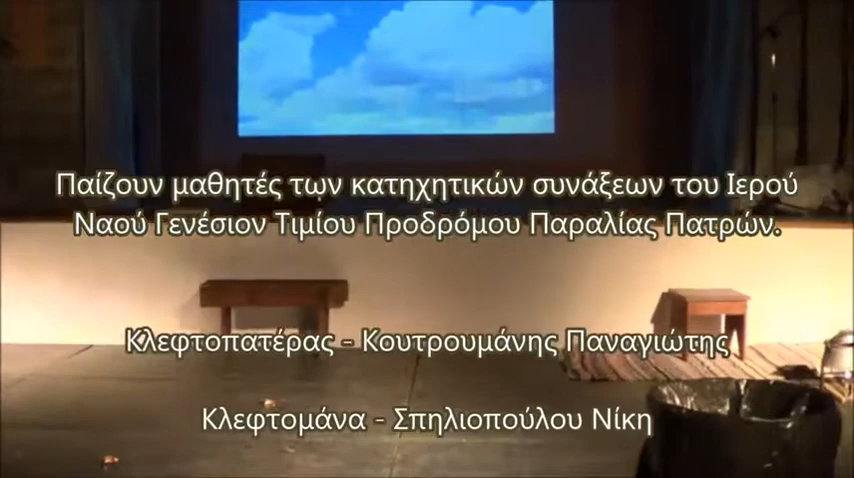 Παίζουν μαθητές των κατηχητικών συνάξεων του Ιερού
Ναού Γενέσιον Τιμίου Προδρόμου Παραλίας Πατρών.
Κλεφτοπατέρας - Κουτρουμάνης Παναγιώτης
Κλεφτομάνα - Σπηλιοπούλου Νίκη